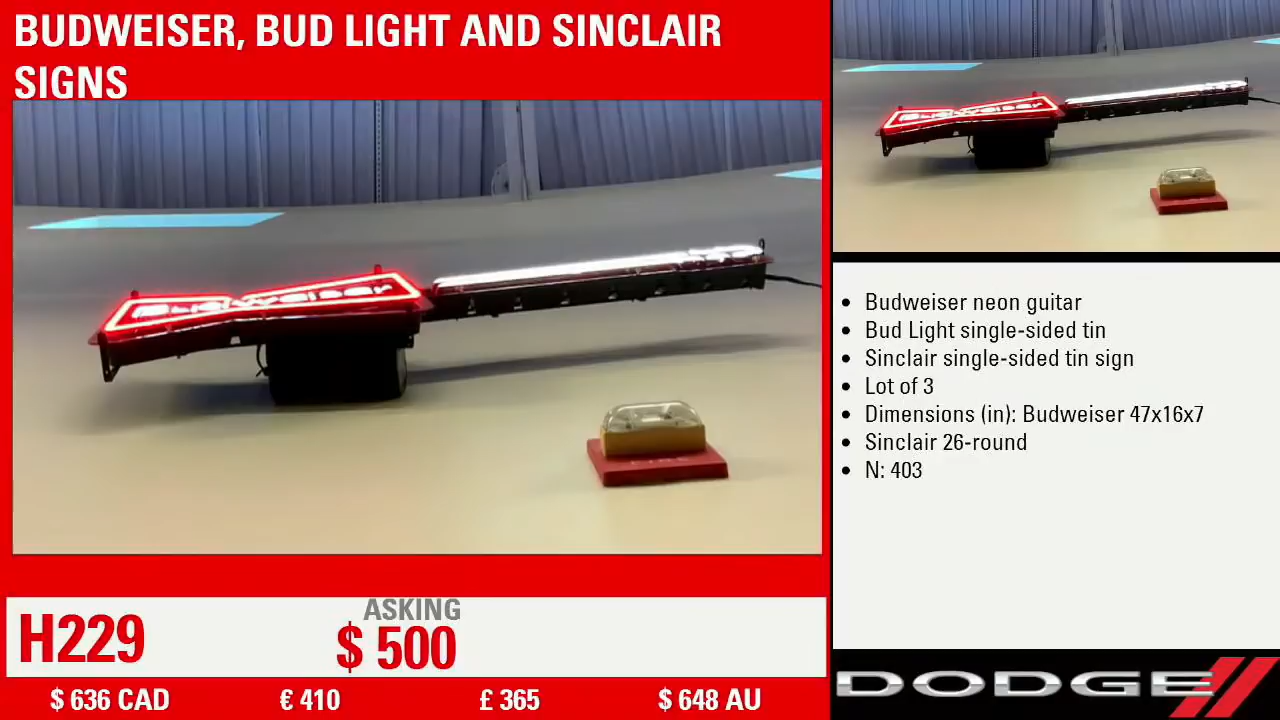 BUDWEISER, BUD LIGHT AND SINCLAIR
SIGNS
Budweiser
Budweiser
FIRE
• Budweiser neon guitar
• Bud Light single-sided tin
• Sinclair single-sided tin sign
• Lot of 3
• Dimensions (in): Budweiser 47x16x7
• Sinclair 26-round
• N: 403
H229
ASKING
$ 500
$ 636 CAD
€ 410
£ 365
$ 648 AU
DODGE